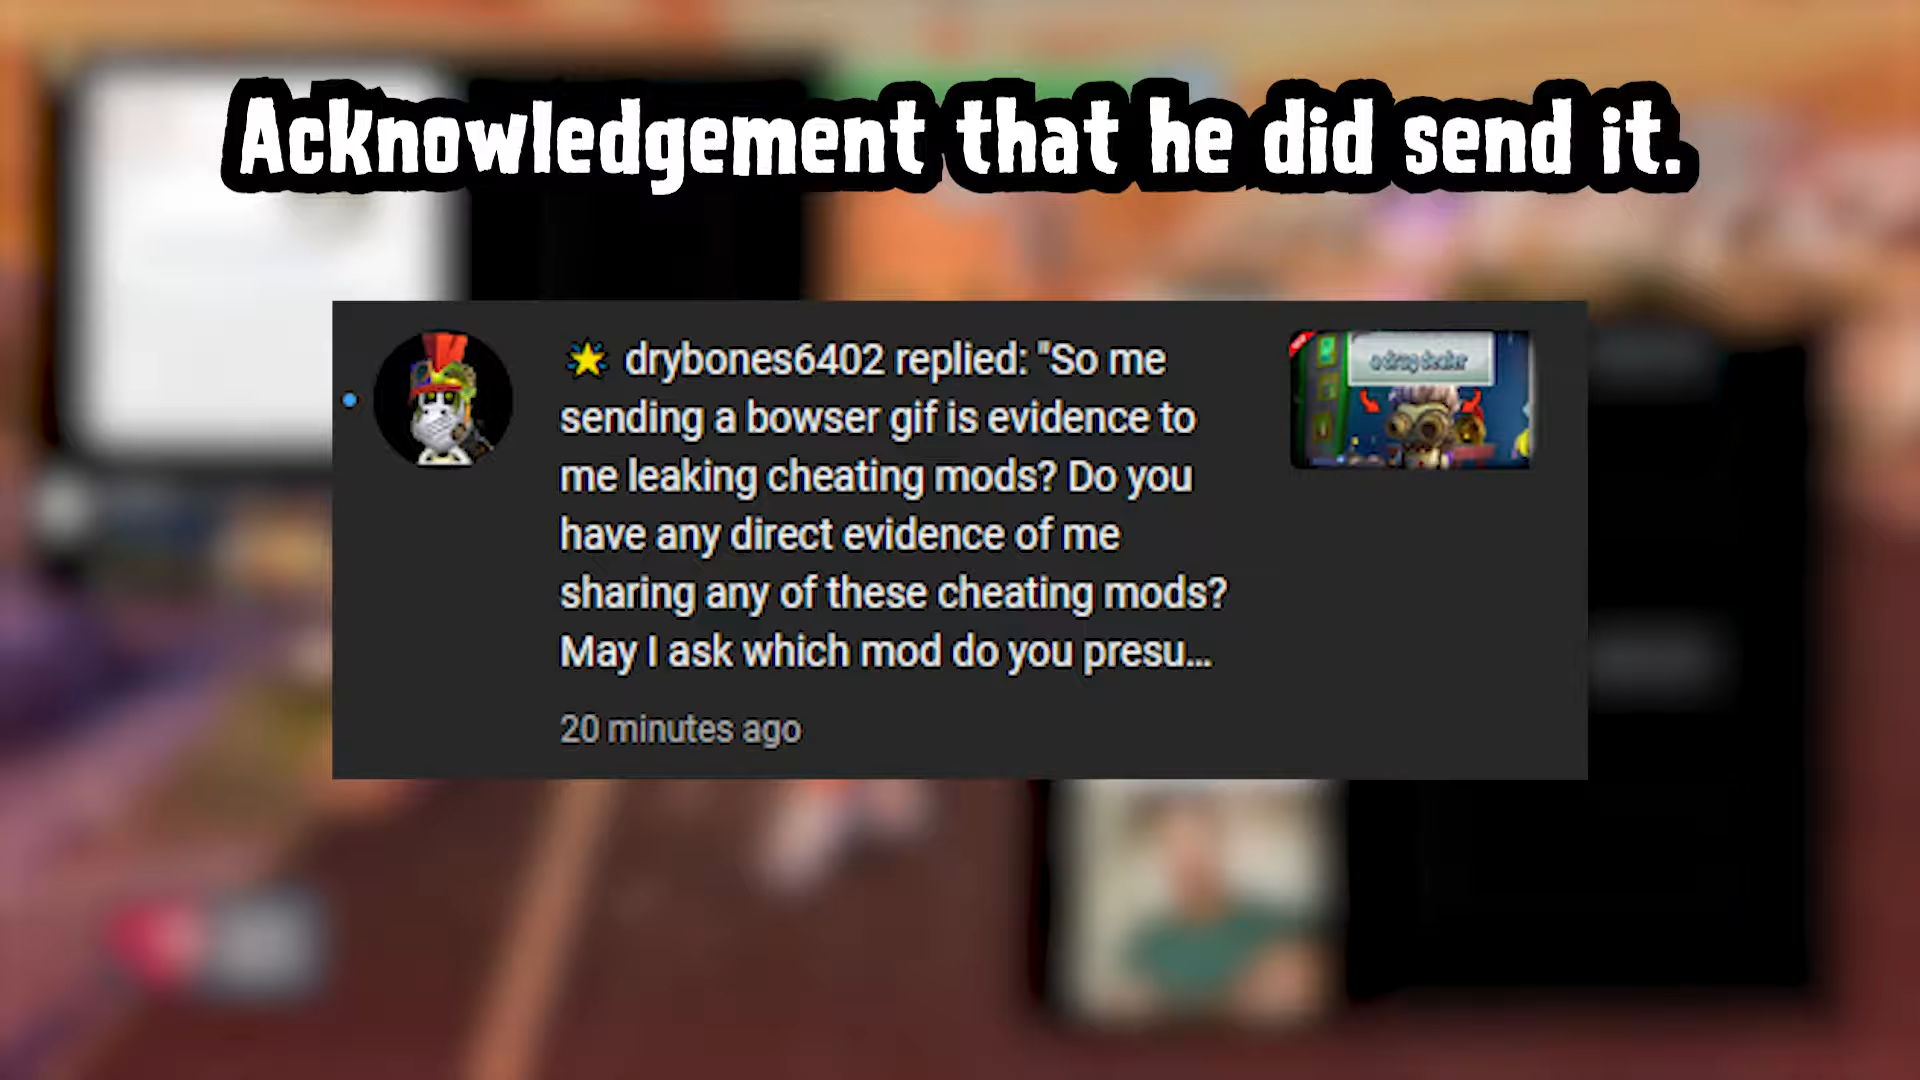 Acknowledgement that he did send it.
drybones6402 replied: "So me
sending a bowser gif is evidence to
me leaking cheating mods? Do you
have any direct evidence of me
sharing any of these cheating mods?
May I ask which mod do you presu...
20 minutes ago
a drug dealer